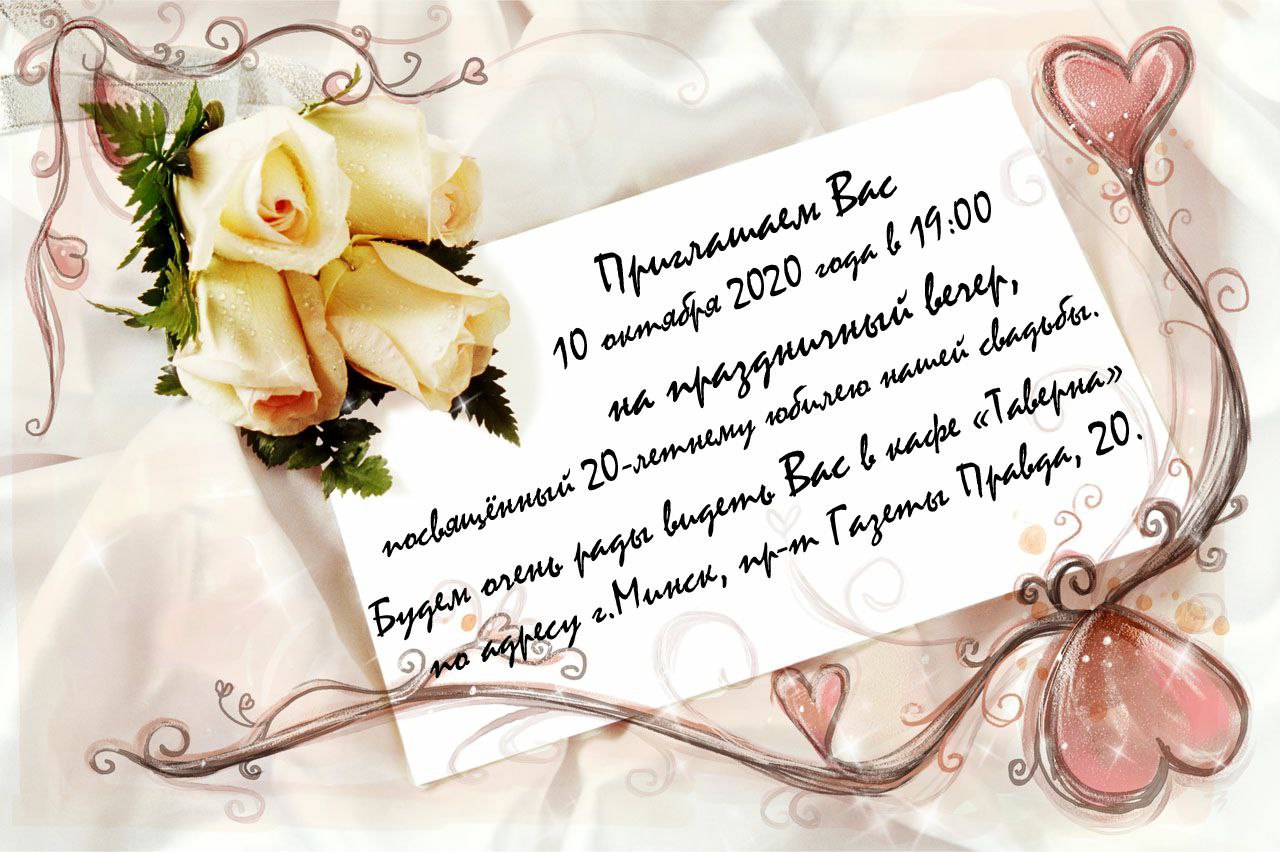 Приглашаем Вас
10 октября 2020 года в 19:00
на праздничный вечер,
посвящённый 20-летнему юбилею нашей свадьбы.
Будем очень рады видеть Вас в кафе «Таверна»
по адресу г.Минск, пр-т Газеты Правда, 20.